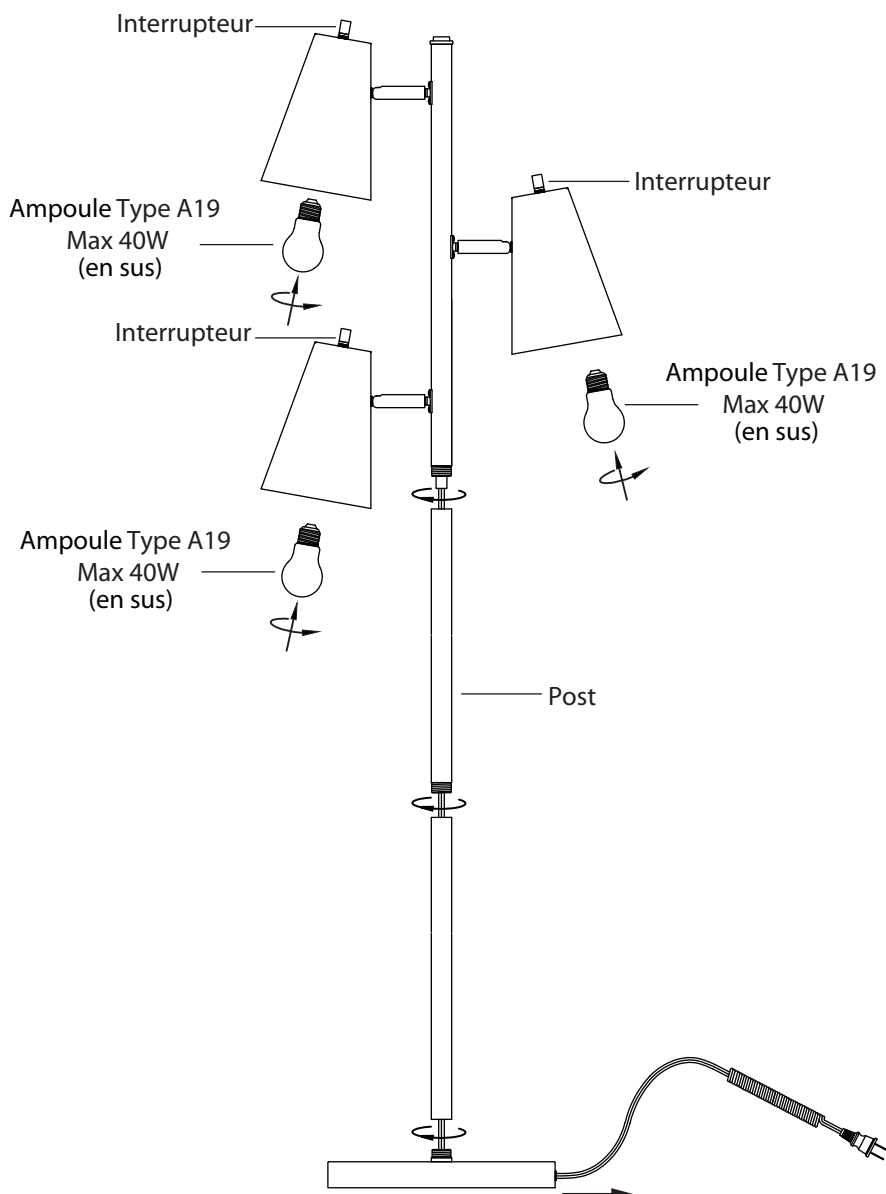 Interrupteur
Interrupteur
Ampoule Type A19
Max 40W
(en sus)
Interrupteur
Ampoule Type A19
Max 40W
(en sus)
Ampoule Type A19
Max 40W
(en sus)
Post